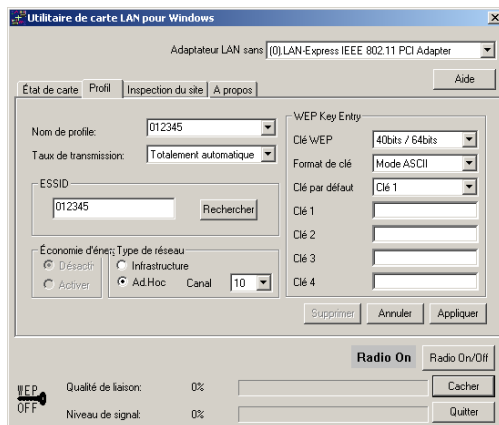 Utilitaire de carte LAN pour Windows
Adaptateur LAN sans (0).LAN-Express IEEE 802.11 PCI Adapter
Aide
État de carte Profil Inspection du site A propos
Nom de profile: 012345
Taux de transmission: Totalement automatique
ESSID
012345 Rechercher
Économie d'éner
Désactiv
Activer
Type de réseau
Infrastructure
Ad.Hoc Canal 10
WEP Key Entry
Clé WEP 40bits / 64bits
Format de clé Mode ASCII
Clé par défaut Clé 1
Clé 1
Clé 2
Clé 3
Clé 4
Supprimer Annuler Appliquer
Radio On Radio On/Off
WEP
OFF
Qualité de liaison: 0% Cacher
Niveau de signal: 0% Quitter